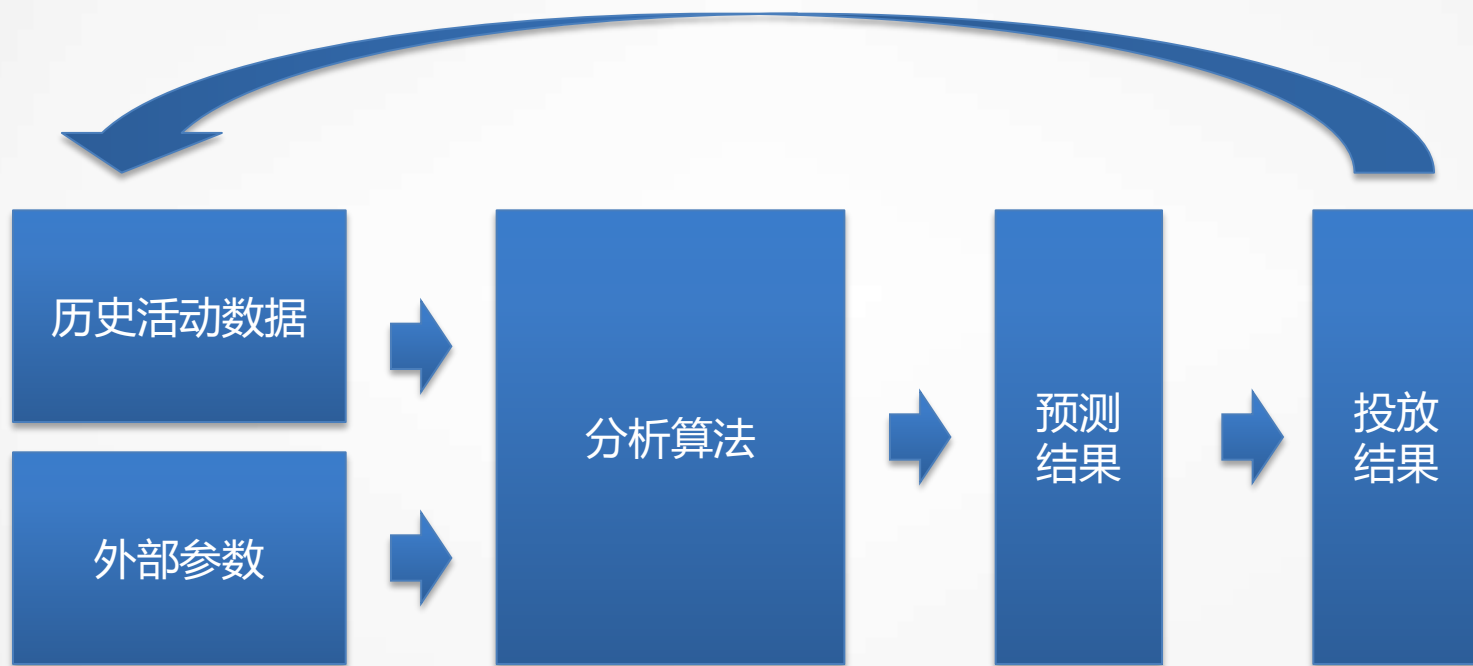 历史活动数据
外部参数
分析算法
预测
结果
投放
结果